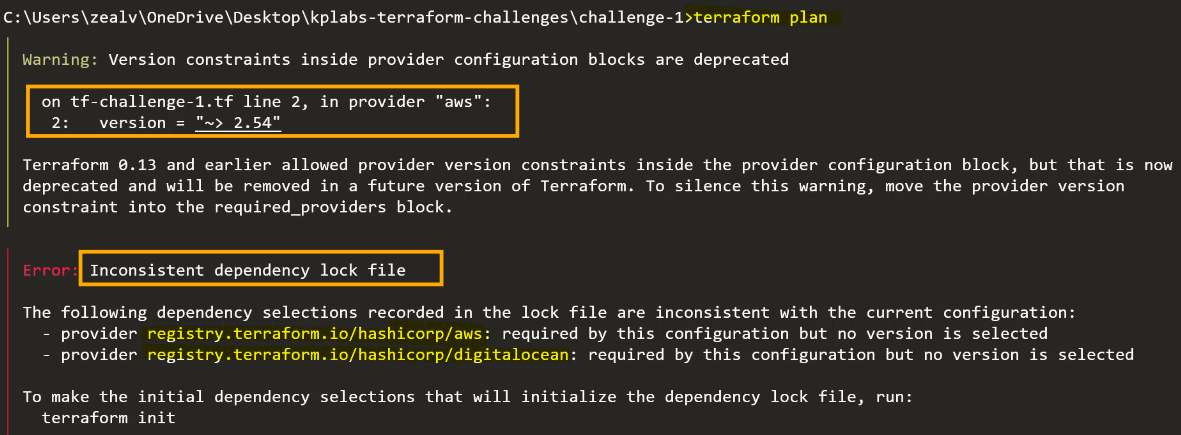 C:\Users\zealv\OneDrive\Desktop\kplabs-terraform-challenges\challenge-1>terraform plan
Warning: Version constraints inside provider configuration blocks are deprecated
on tf-challenge-1.tf line 2, in provider "aws":
2: version = "~> 2.54"
Terraform 0.13 and earlier allowed provider version constraints inside the provider configuration block, but that is now
deprecated and will be removed in a future version of Terraform. To silence this warning, move the provider version
constraint into the required_providers block.
Error: Inconsistent dependency lock file
The following dependency selections recorded in the lock file are inconsistent with the current configuration:
- provider registry.terraform.io/hashicorp/aws: required by this configuration but no version is selected
- provider registry.terraform.io/hashicorp/digitalocean: required by this configuration but no version is selected
To make the initial dependency selections that will initialize the dependency lock file, run:
terraform init